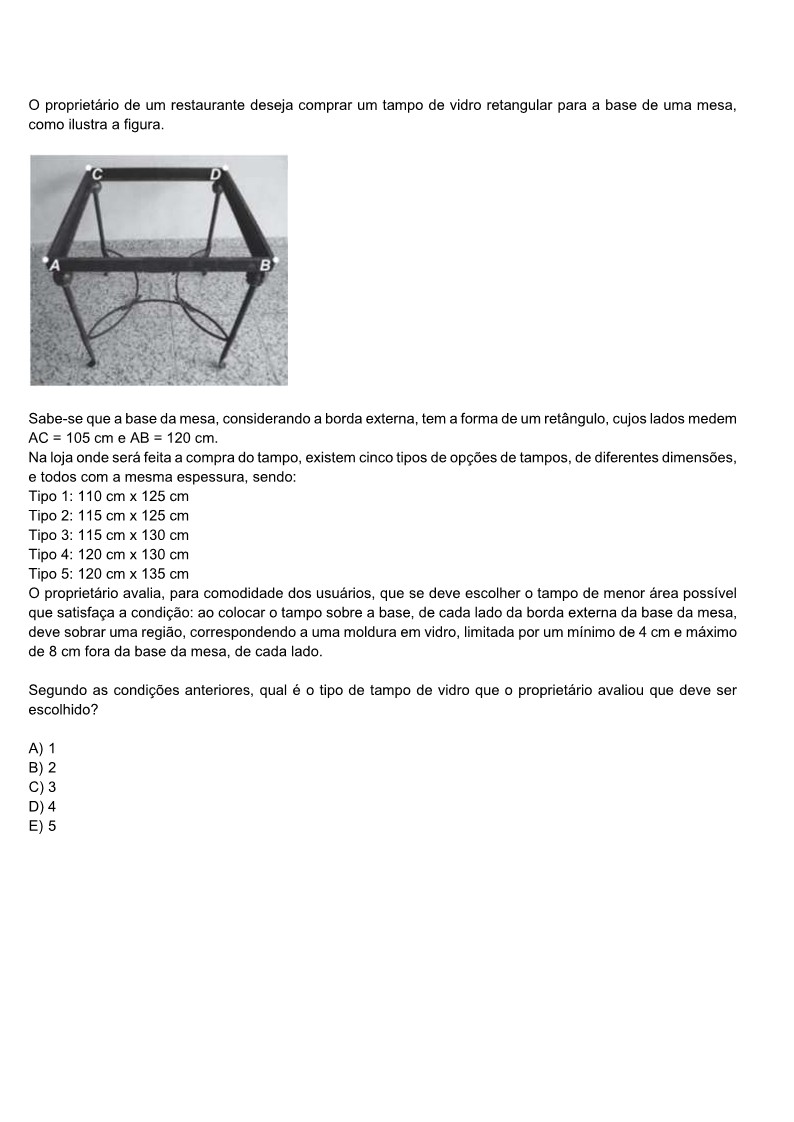 O proprietário de um restaurante deseja comprar um tampo de vidro retangular para a base de uma mesa,
como ilustra a figura.
C D
A B
Sabe-se que a base da mesa, considerando a borda externa, tem a forma de um retângulo, cujos lados medem
AC = 105 cm e AB = 120 cm.
Na loja onde será feita a compra do tampo, existem cinco tipos de opções de tampos, de diferentes dimensões,
e todos com a mesma espessura, sendo:
Tipo 1: 110 cm x 125 cm
Tipo 2: 115 cm x 125 cm
Tipo 3: 115 cm x 130 cm
Tipo 4: 120 cm x 130 cm
Tipo 5: 120 cm x 135 cm
O proprietário avalia, para comodidade dos usuários, que se deve escolher o tampo de menor área possível
que satisfaça a condição: ao colocar o tampo sobre a base, de cada lado da borda externa da base da mesa,
deve sobrar uma região, correspondendo a uma moldura em vidro, limitada por um mínimo de 4 cm e máximo
de 8 cm fora da base da mesa, de cada lado.
Segundo as condições anteriores, qual é o tipo de tampo de vidro que o proprietário avaliou que deve ser
escolhido?
A) 1
B) 2
C) 3
D) 4
E) 5